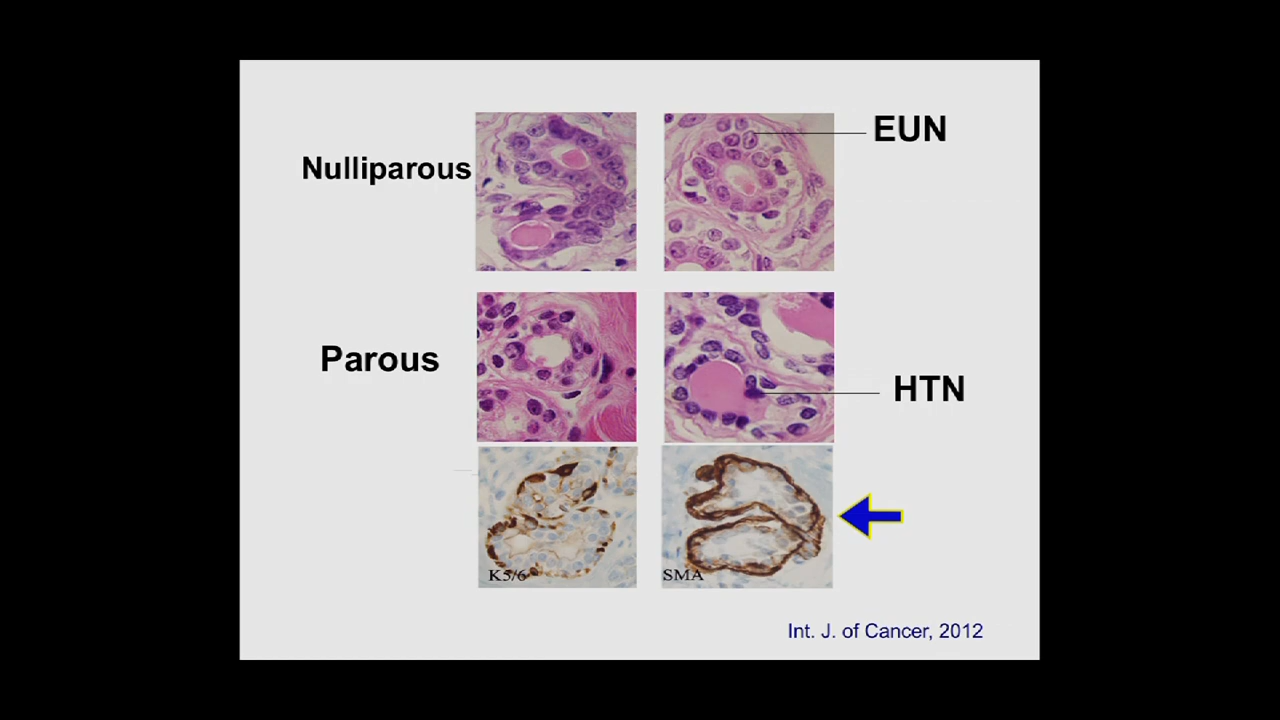 EUN
Nulliparous
Parous
HTN
K5/6
SMA
Int. J. of Cancer, 2012